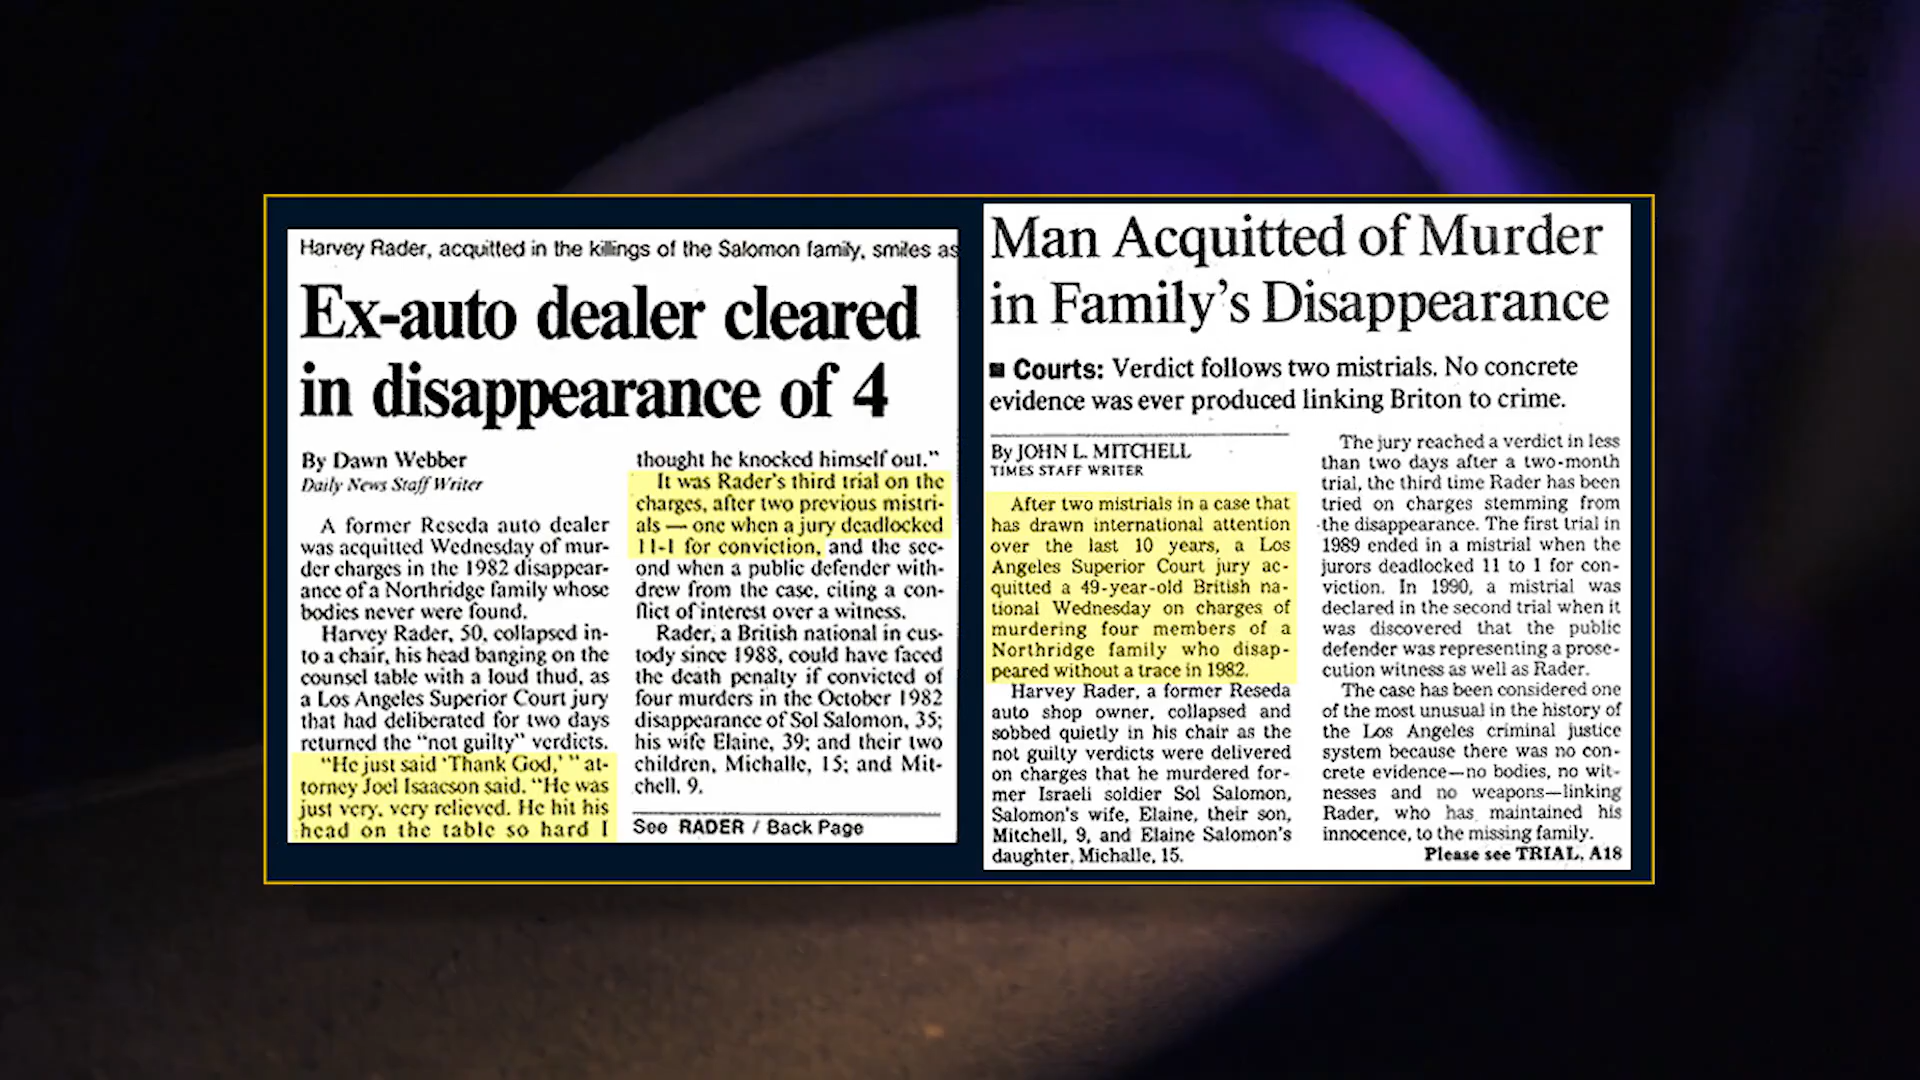 Harvey Rader, acquitted in the killings of the Salomon family, smiles as
Ex-auto dealer cleared
in disappearance of 4
By Dawn Webber
Daily News Staff Writer
A former Reseda auto dealer
was acquitted Wednesday of mur-
der charges in the 1982 disappear-
ance of a Northridge family whose
bodies never were found.
Harvey Rader, 50, collapsed in-
to a chair, his head banging on the
counsel table with a loud thud, as
a Los Angeles Superior Court jury
that had deliberated for two days
returned the "not guilty" verdicts.
"He just said 'Thank God,' " at-
torney Joel Isaacson said. "He was
just very, very relieved. He hit his
head on the table so hard I
thought he knocked himself out."
It was Rader's third trial on the
charges, after two previous mistri-
als — one when a jury deadlocked
11-1 for conviction, and the sec-
ond when a public defender with-
drew from the case, citing a con-
flict of interest over a witness.
Rader, a British national in cus-
tody since 1988, could have faced
the death penalty if convicted of
four murders in the October 1982
disappearance of Sol Salomon, 35;
his wife Elaine, 39; and their two
children, Michalle, 15; and Mit-
chell, 9.
See RADER / Back Page
Man Acquitted of Murder
in Family's Disappearance
■ Courts: Verdict follows two mistrials. No concrete
evidence was ever produced linking Briton to crime.
By JOHN L. MITCHELL
TIMES STAFF WRITER
After two mistrials in a case that
has drawn international attention
over the last 10 years, a Los
Angeles Superior Court jury ac-
quitted a 49-year-old British na-
tional Wednesday on charges of
murdering four members of a
Northridge family who disap-
peared without a trace in 1982.
Harvey Rader, a former Reseda
auto shop owner, collapsed and
sobbed quietly in his chair as the
not guilty verdicts were delivered
on charges that he murdered for-
mer Israeli soldier Sol Salomon,
Salomon's wife, Elaine, their son,
Mitchell, 9, and Elaine Salomon's
daughter, Michalle, 15.
The jury reached a verdict in less
than two days after a two-month
trial, the third time Rader has been
tried on charges stemming from
the disappearance. The first trial in
1989 ended in a mistrial when the
jurors deadlocked 11 to 1 for con-
viction. In 1990, a mistrial was
declared in the second trial when it
was discovered that the public
defender was representing a prose-
cution witness as well as Rader.
The case has been considered one
of the most unusual in the history of
the Los Angeles criminal justice
system because there was no con-
crete evidence—no bodies, no wit-
nesses and no weapons—linking
Rader, who has maintained his
innocence, to the missing family.
Please see TRIAL, A18